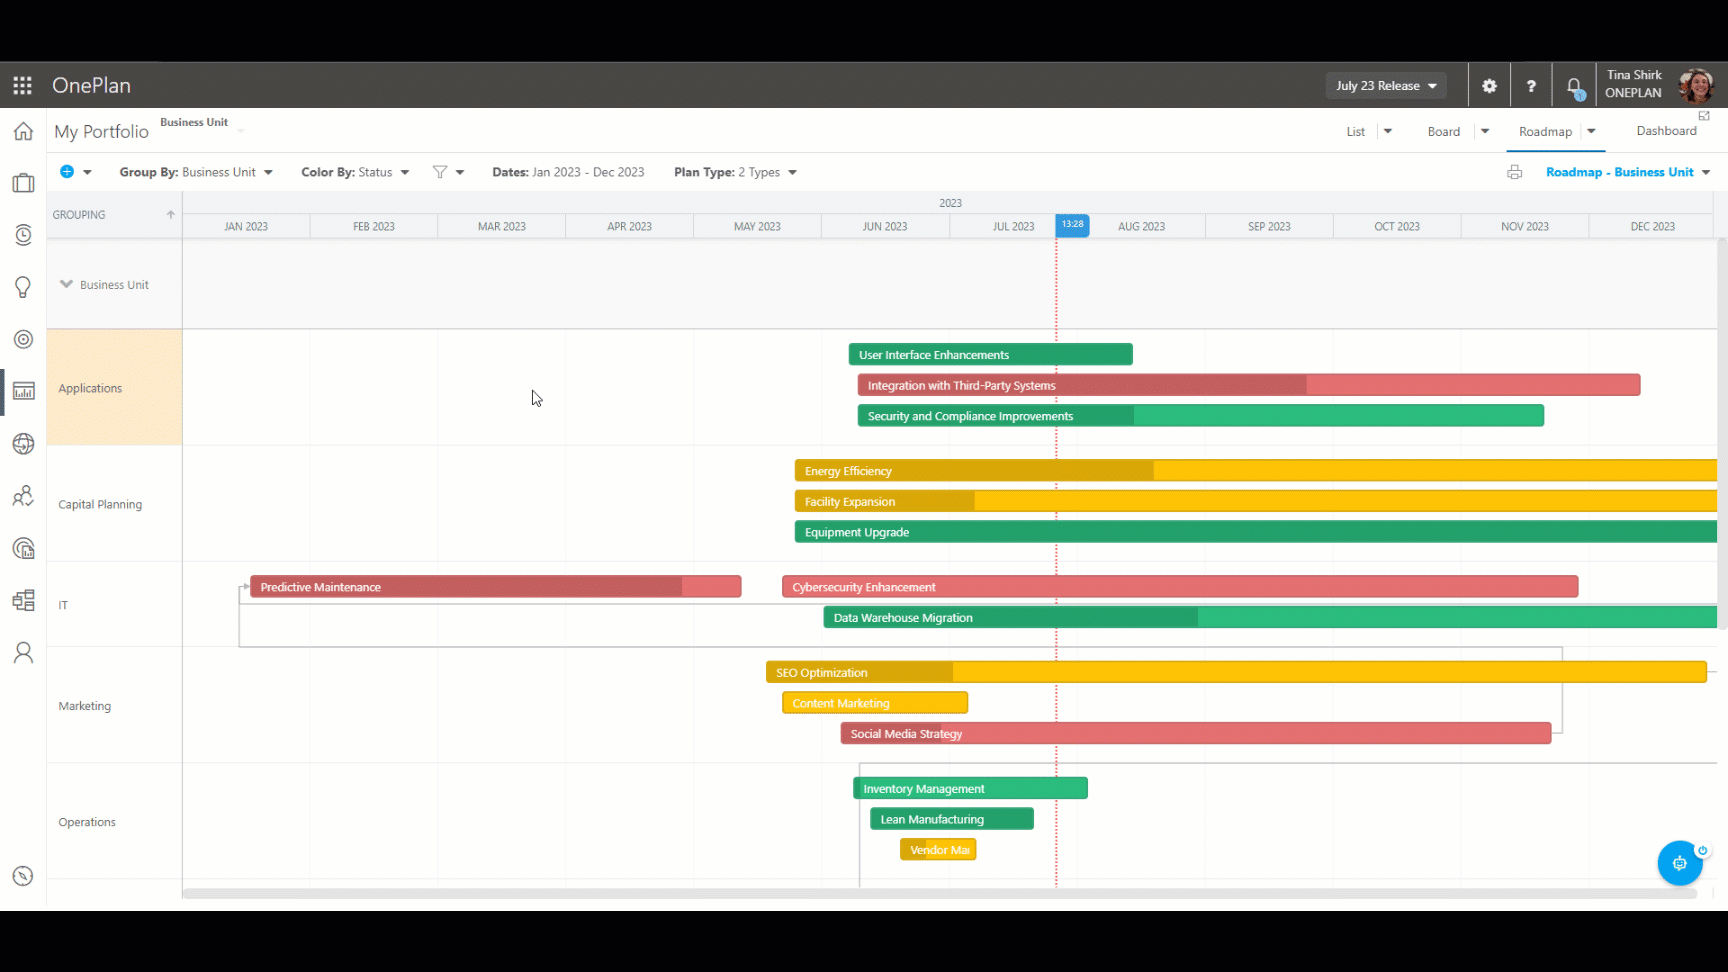 OnePlan
July 23 Release
?
Tina Shirk
ONEPLAN
My Portfolio
Business Unit
List
Board
Roadmap
Dashboard
Group By: Business Unit
Color By: Status
Dates: Jan 2023 - Dec 2023
Plan Type: 2 Types
Roadmap - Business Unit
GROUPING
2023
JAN 2023
FEB 2023
MAR 2023
APR 2023
MAY 2023
JUN 2023
JUL 2023
13:28
AUG 2023
SEP 2023
OCT 2023
NOV 2023
DEC 2023
Business Unit
Applications
User Interface Enhancements
Integration with Third-Party Systems
Security and Compliance Improvements
Capital Planning
Energy Efficiency
Facility Expansion
Equipment Upgrade
IT
Predictive Maintenance
Cybersecurity Enhancement
Data Warehouse Migration
Marketing
SEO Optimization
Content Marketing
Social Media Strategy
Operations
Inventory Management
Lean Manufacturing
Vendor Mai